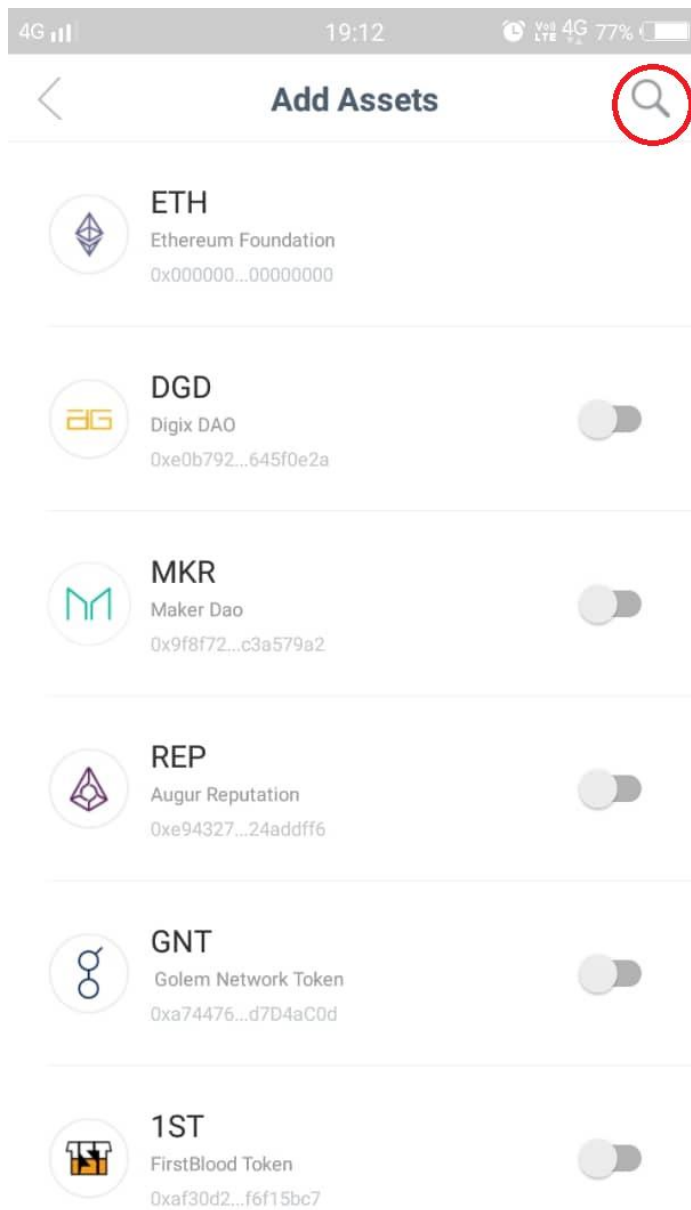 4G 19:12 VoB LTE 4G 77%
Add Assets
ETH
Ethereum Foundation
0x000000...00000000
DGD
Digix DAO
0xe0b792...645f0e2a
MKR
Maker Dao
0x9f8f72...c3a579a2
REP
Augur Reputation
0xe94327...24addff6
GNT
Golem Network Token
0xa74476...d7D4aC0d
1ST
FirstBlood Token
0xaf30d2...f6f15bc7